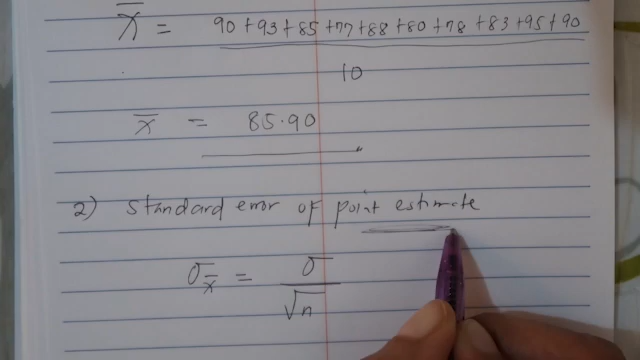 x̄ = 90 + 93 + 85 + 77 + 88 + 80 + 78 + 83 + 95 + 90
10
x̄ = 85.90
2) Standard error of point estimate
σx̄ = σ
√n